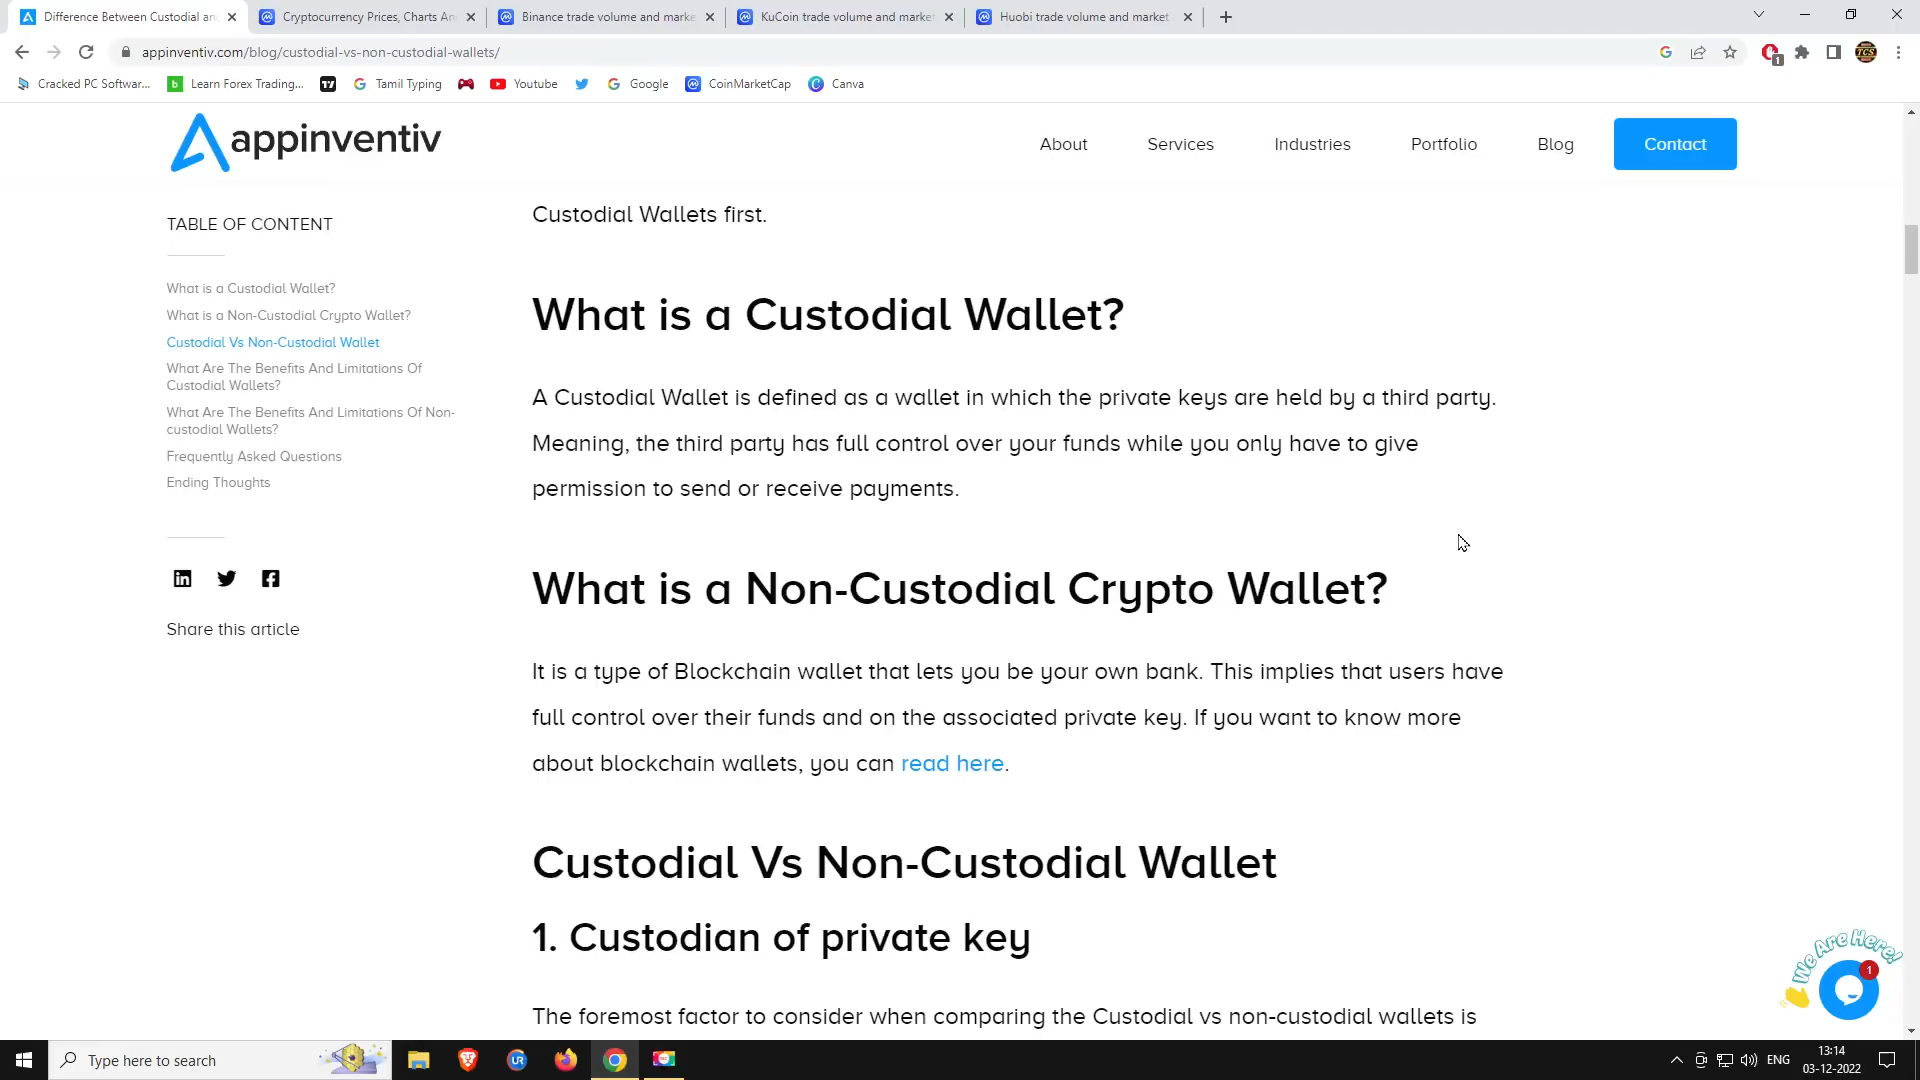 Difference Between Custodial an
Cryptocurrency Prices, Charts An
Binance trade volume and marke
KuCoin trade volume and market
Huobi trade volume and market
appinventiv.com/blog/custodial-vs-non-custodial-wallets/
TCS
1
Cracked PC Softwar...
Learn Forex Trading...
Tamil Typing
Youtube
Google
CoinMarketCap
Canva
appinventiv
About
Services
Industries
Portfolio
Blog
Contact
TABLE OF CONTENT
What is a Custodial Wallet?
What is a Non-Custodial Crypto Wallet?
Custodial Vs Non-Custodial Wallet
What Are The Benefits And Limitations Of
Custodial Wallets?
What Are The Benefits And Limitations Of Non-
custodial Wallets?
Frequently Asked Questions
Ending Thoughts
Share this article
Custodial Wallets first.
What is a Custodial Wallet?
A Custodial Wallet is defined as a wallet in which the private keys are held by a third party.
Meaning, the third party has full control over your funds while you only have to give
permission to send or receive payments.
What is a Non-Custodial Crypto Wallet?
It is a type of Blockchain wallet that lets you be your own bank. This implies that users have
full control over their funds and on the associated private key. If you want to know more
about blockchain wallets, you can read here.
Custodial Vs Non-Custodial Wallet
1. Custodian of private key
The foremost factor to consider when comparing the Custodial vs non-custodial wallets is
We Are Here!
1
Type here to search
UR
ENG
13:14
03-12-2022